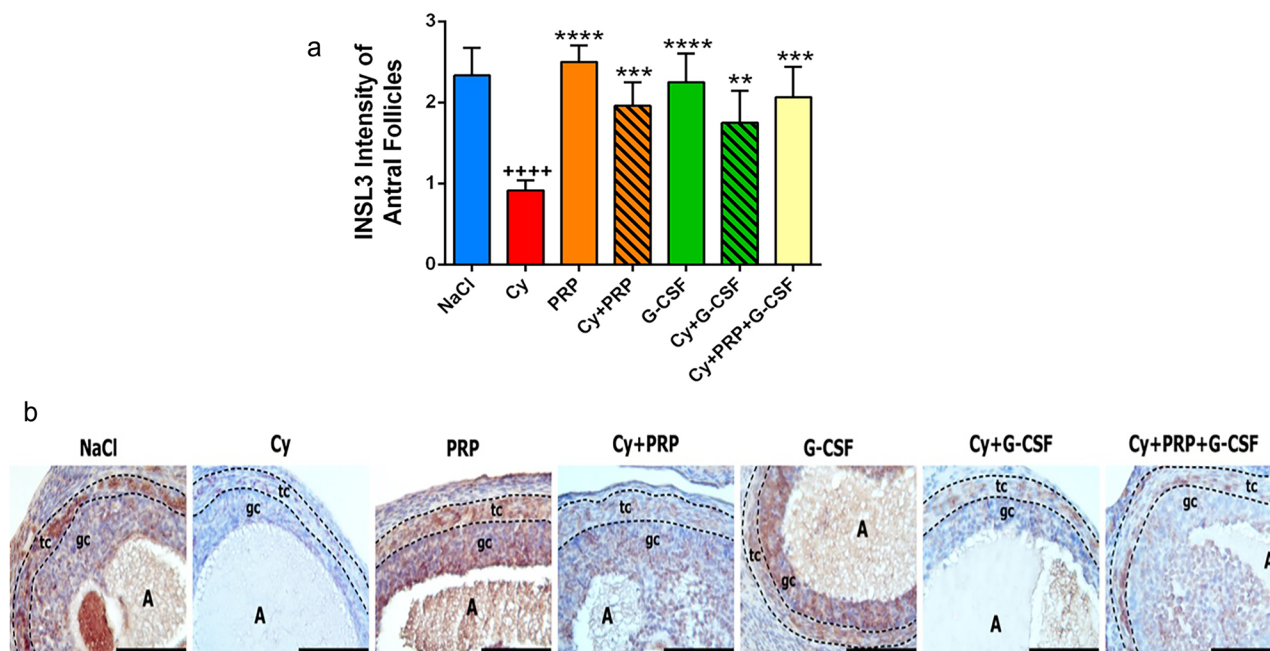 a
INSL3 Intensity of
Antral Follicles
3
2
1
0
++++
****
***
****
**
***
NaCl
Cy
PRP
Cy+PRP
G-CSF
Cy+G-CSF
Cy+PRP+G-CSF
b
NaCl
Cy
PRP
Cy+PRP
G-CSF
Cy+G-CSF
Cy+PRP+G-CSF
tc
gc
A
tc
gc
A
tc
gc
A
tc
gc
A
tc
gc
A
tc
gc
A
tc
gc
A